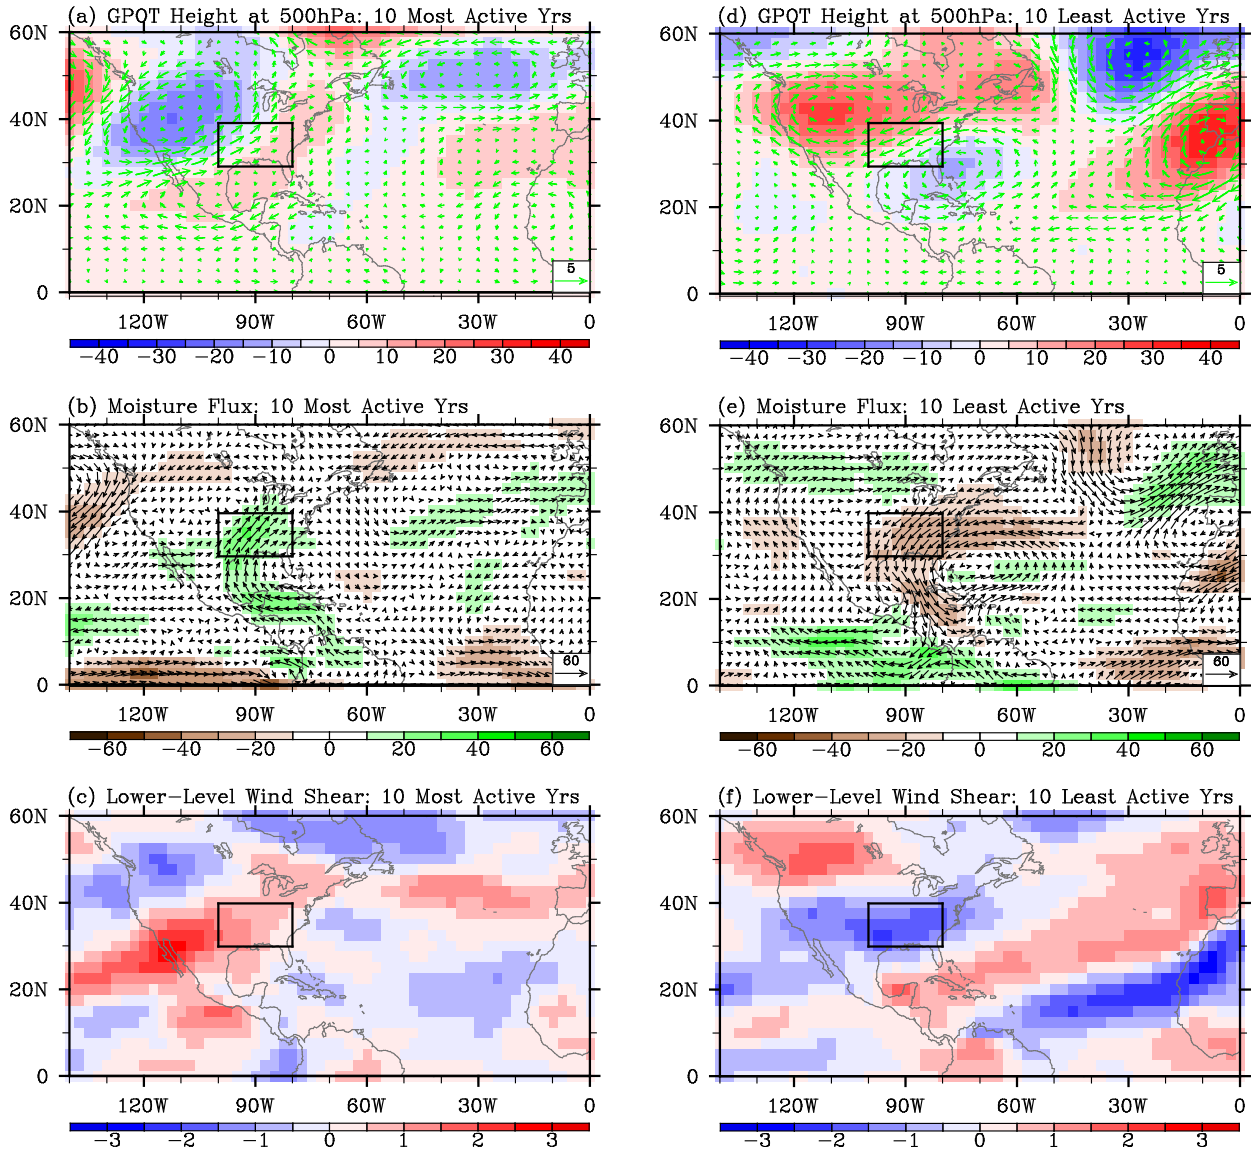 (a) GPOT Height at 500hPa: 10 Most Active Yrs
60N
40N
20N
0
5
120W 90W 60W 30W 0
−40 −30 −20 −10 0 10 20 30 40
(d) GPOT Height at 500hPa: 10 Least Active Yrs
60N
40N
20N
0
5
120W 90W 60W 30W 0
−40 −30 −20 −10 0 10 20 30 40
(b) Moisture Flux: 10 Most Active Yrs
60N
40N
20N
0
60
120W 90W 60W 30W 0
−60 −40 −20 0 20 40 60
(e) Moisture Flux: 10 Least Active Yrs
60N
40N
20N
0
60
120W 90W 60W 30W 0
−60 −40 −20 0 20 40 60
(c) Lower−Level Wind Shear: 10 Most Active Yrs
60N
40N
20N
0
120W 90W 60W 30W 0
−3 −2 −1 0 1 2 3
(f) Lower−Level Wind Shear: 10 Least Active Yrs
60N
40N
20N
0
120W 90W 60W 30W 0
−3 −2 −1 0 1 2 3